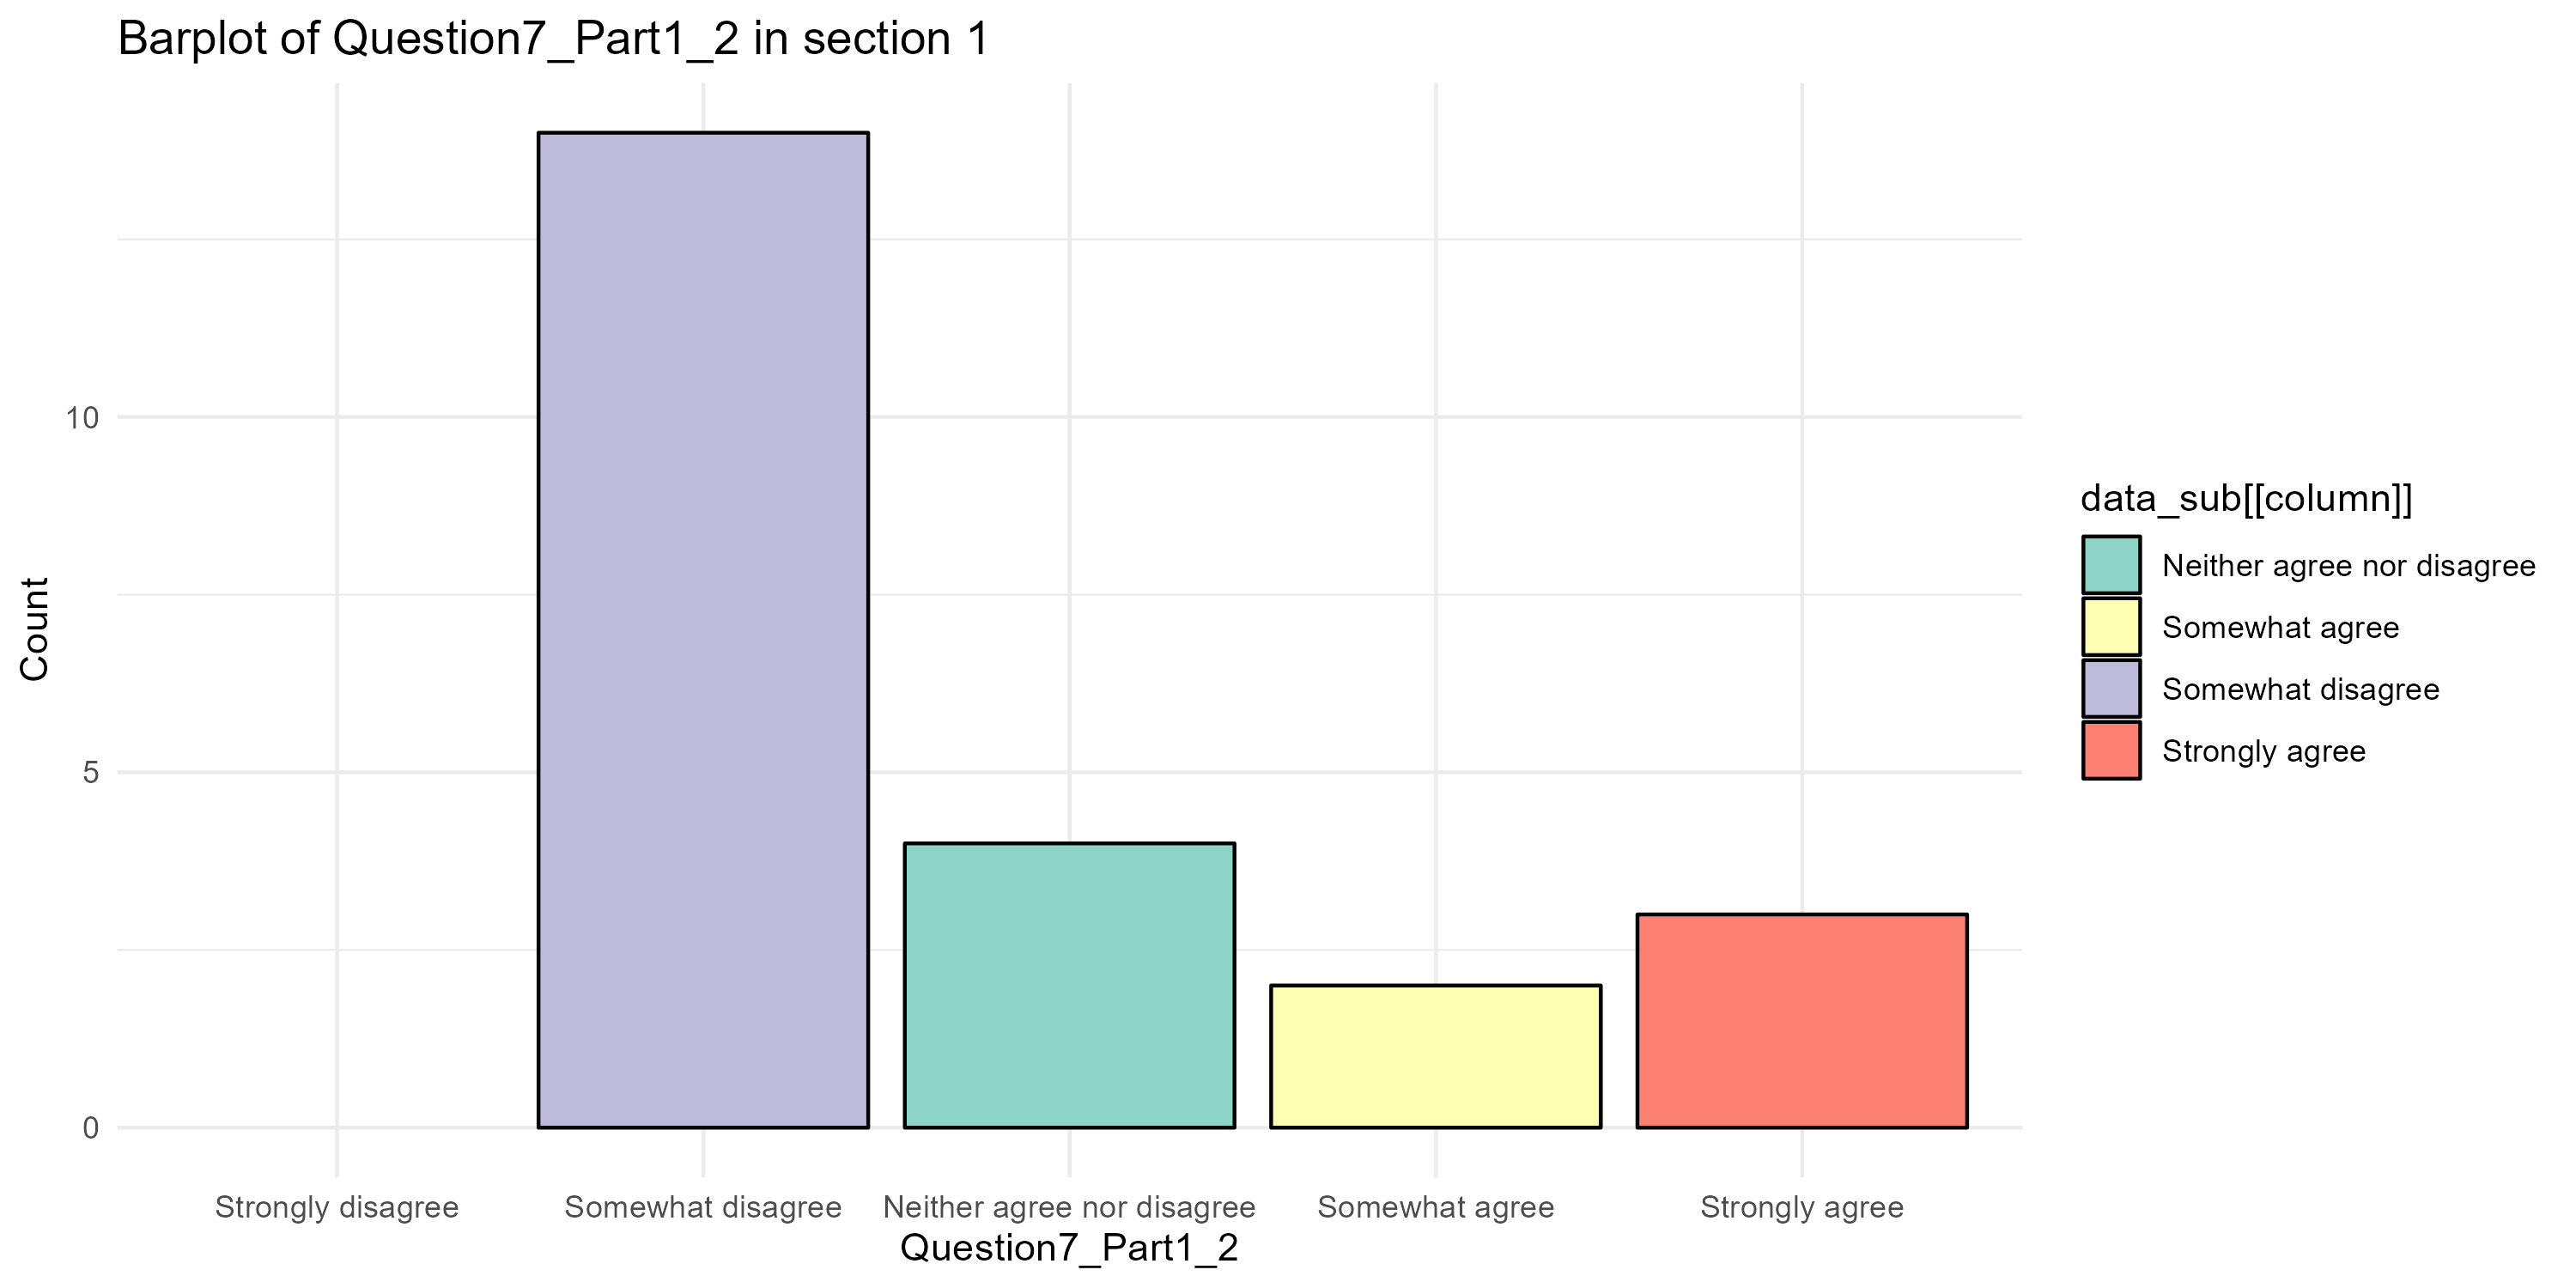 Barplot of Question7_Part1_2 in section 1
Count
10
5
0
Strongly disagree
Somewhat disagree
Neither agree nor disagree
Somewhat agree
Strongly agree
Question7_Part1_2
data_sub[[column]]
Neither agree nor disagree
Somewhat agree
Somewhat disagree
Strongly agree